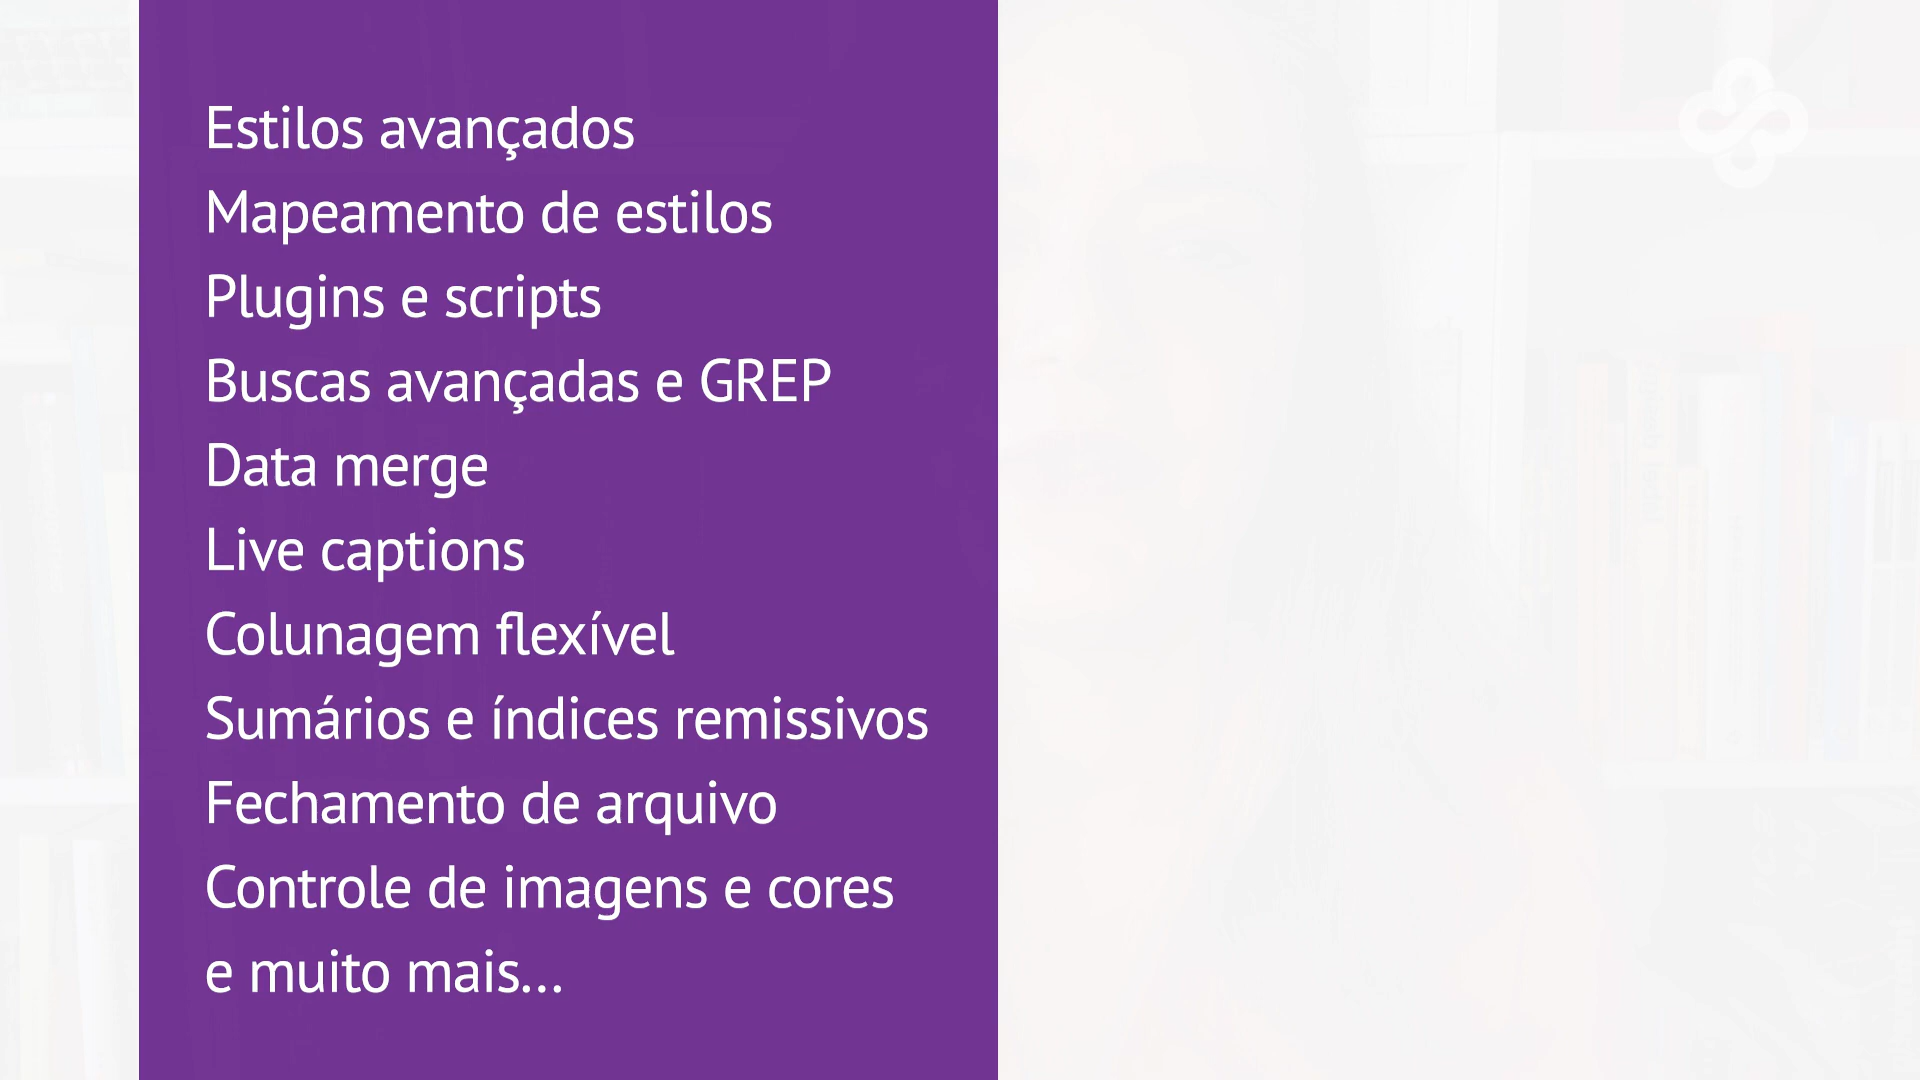 Estilos avançados
Mapeamento de estilos
Plugins e scripts
Buscas avançadas e GREP
Data merge
Live captions
Colunagem flexível
Sumários e índices remissivos
Fechamento de arquivo
Controle de imagens e cores
e muito mais...